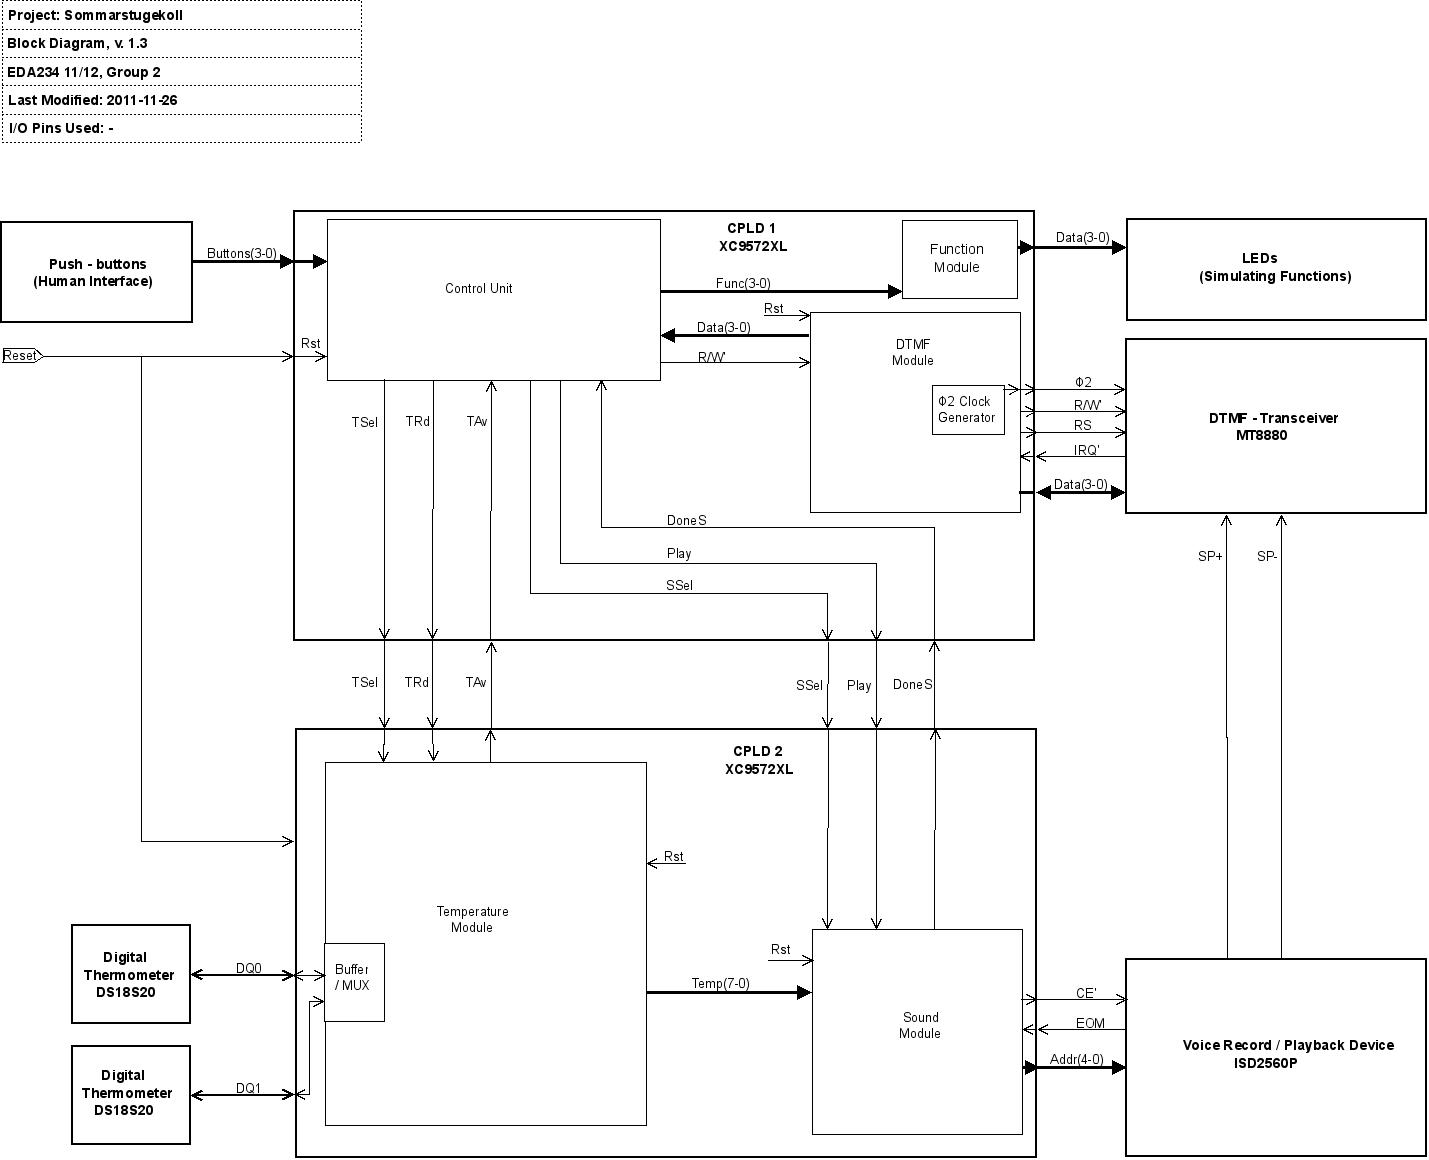 Project: Sommarstugekoll
Block Diagram, v. 1.3
EDA234 11/12, Group 2
Last Modified: 2011-11-26
I/O Pins Used: -
Push - buttons
(Human Interface)
Buttons(3-0)
Reset
Rst
Control Unit
CPLD 1
XC9572XL
Func(3-0)
Function
Module
Data(3-0)
LEDs
(Simulating Functions)
Rst
Data(3-0)
R/W'
DTMF
Module
Φ2 Clock
Generator
Φ2
R/W'
RS
IRQ'
Data(3-0)
DTMF - Transceiver
MT8880
TSel
TRd
TAv
DoneS
Play
SSel
SP+
SP-
TSel
TRd
TAv
SSel
Play
DoneS
CPLD 2
XC9572XL
Rst
Temperature
Module
Digital
Thermometer
DS18S20
DQ0
Buffer
/ MUX
Digital
Thermometer
DS18S20
DQ1
Temp(7-0)
Rst
Sound
Module
CE'
EOM
Addr(4-0)
Voice Record / Playback Device
ISD2560P